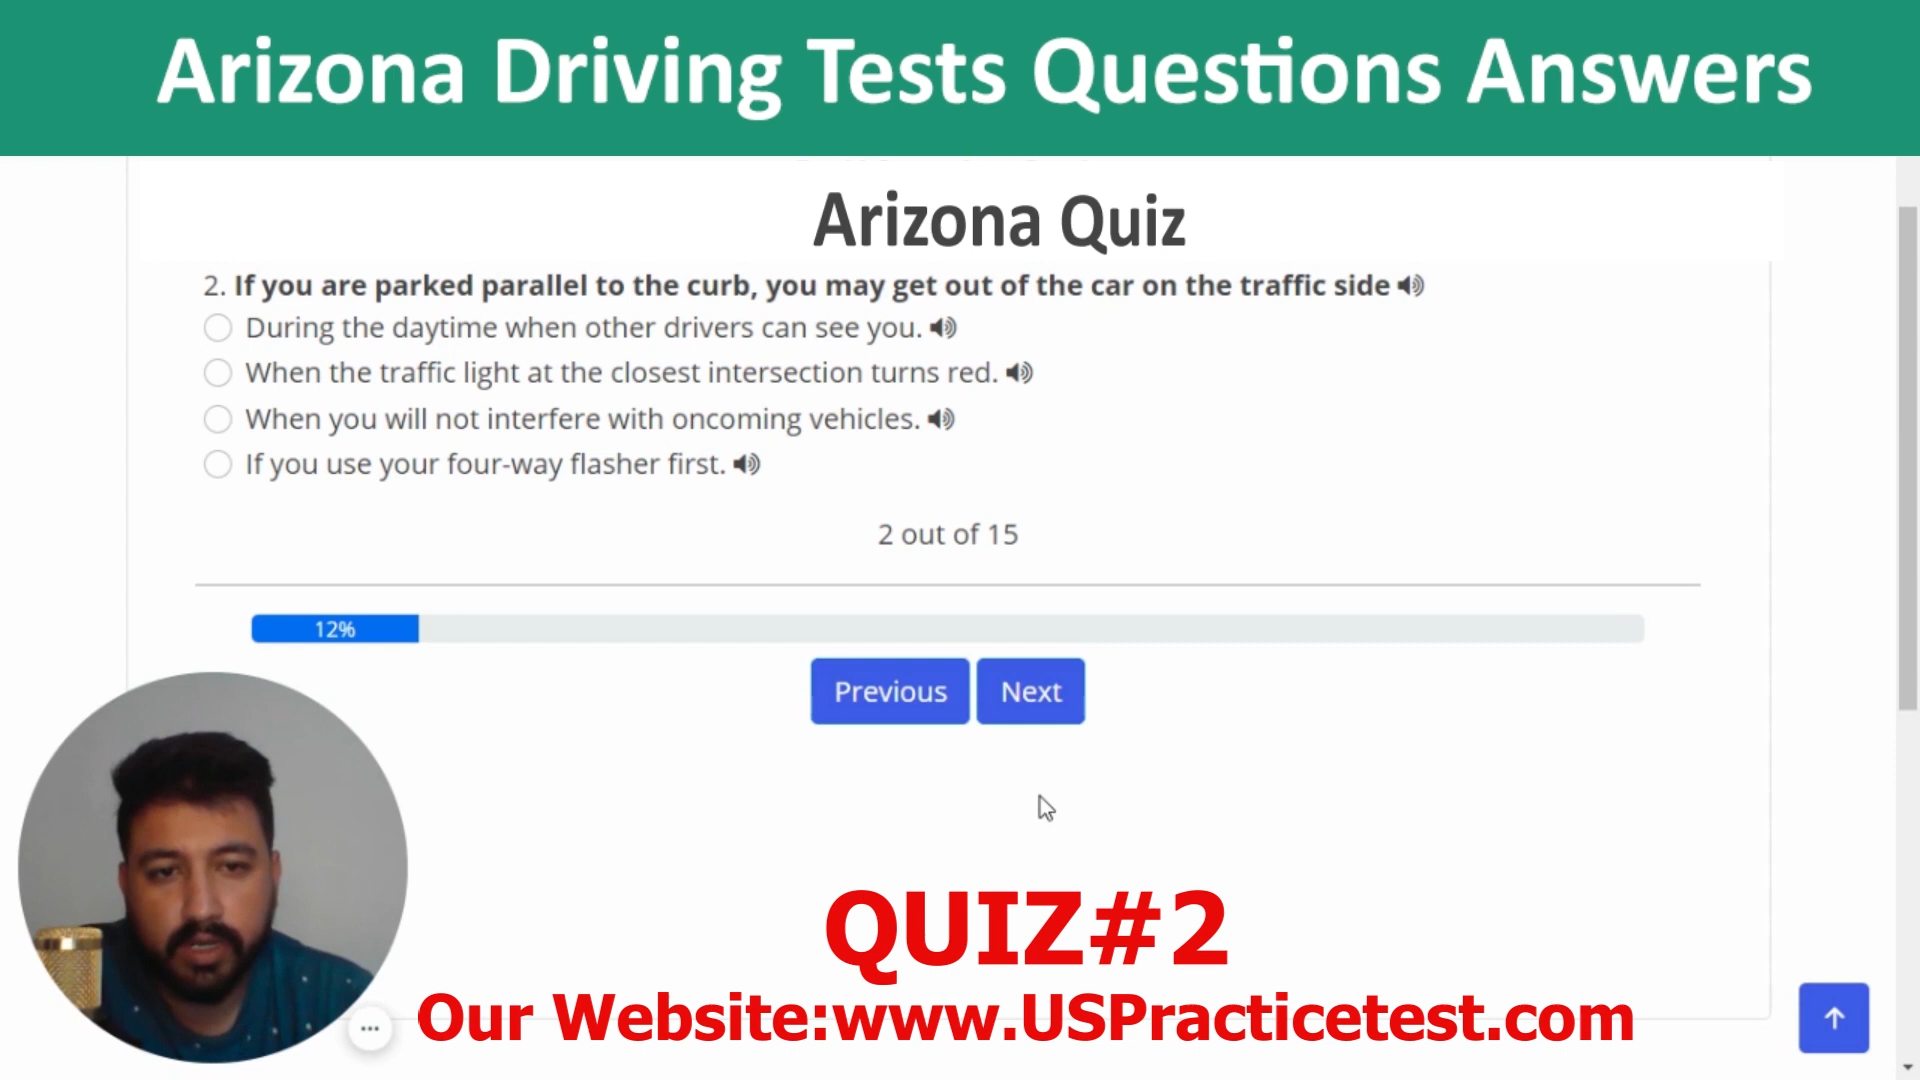 Arizona Driving Tests Questions Answers
Arizona Quiz
2. If you are parked parallel to the curb, you may get out of the car on the traffic side
During the daytime when other drivers can see you.
When the traffic light at the closest intersection turns red.
When you will not interfere with oncoming vehicles.
If you use your four-way flasher first.
2 out of 15
12%
Previous Next
QUIZ#2
Our Website:www.USPracticetest.com